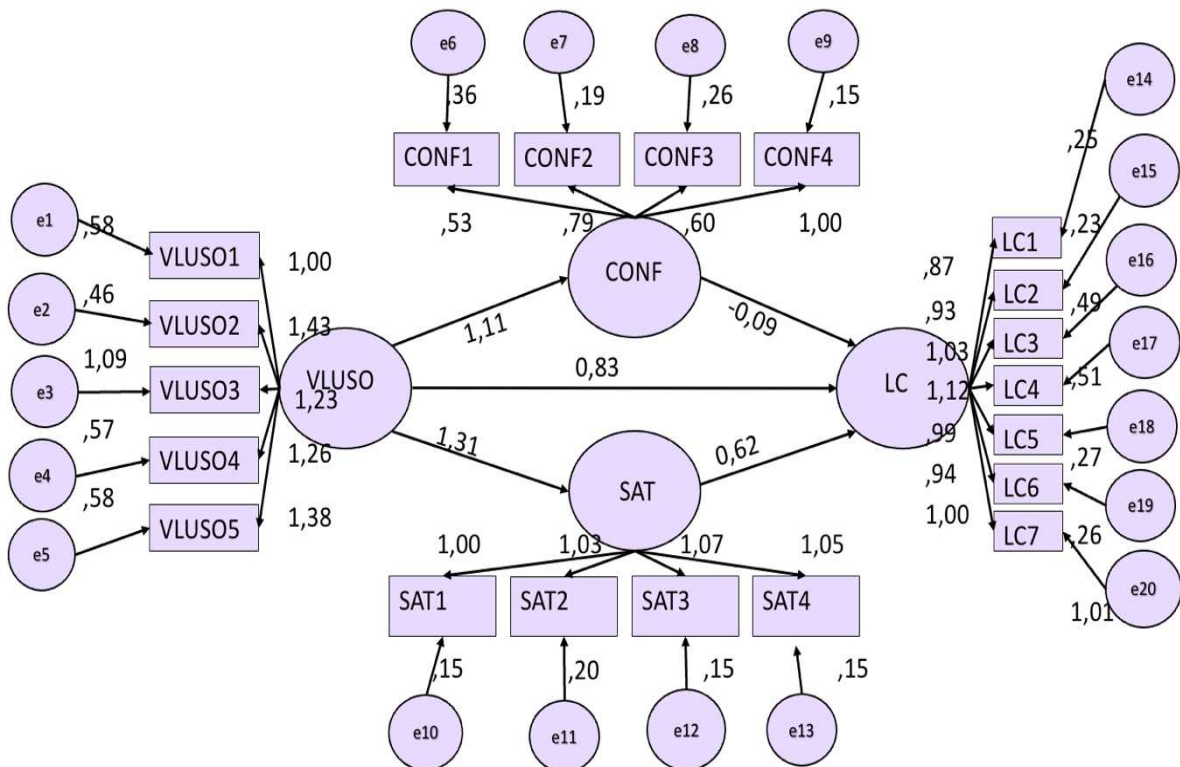 e6
e7
e8
e9
e14
,36
,19
,26
,15
,25
CONF1
CONF2
CONF3
CONF4
e15
e1
,58
,53
,79
,60
1,00
LC1
,23
VLUSO1
1,00
CONF
,87
e16
e2
,46
LC2
,93
,49
VLUSO2
1,43
1,11
-0,09
LC3
e17
1,09
1,03
e3
VLUSO3
VLUSO
0,83
LC
LC4
,51
1,23
1,12
,57
VLUSO4
1,26
1,31
0,62
,99
LC5
e18
e4
,27
,58
SAT
,94
LC6
e19
VLUSO5
1,38
1,00
LC7
,26
e5
1,00
1,03
1,07
1,05
e20
SAT1
SAT2
SAT3
SAT4
1,01
,15
,20
,15
,15
e10
e11
e12
e13